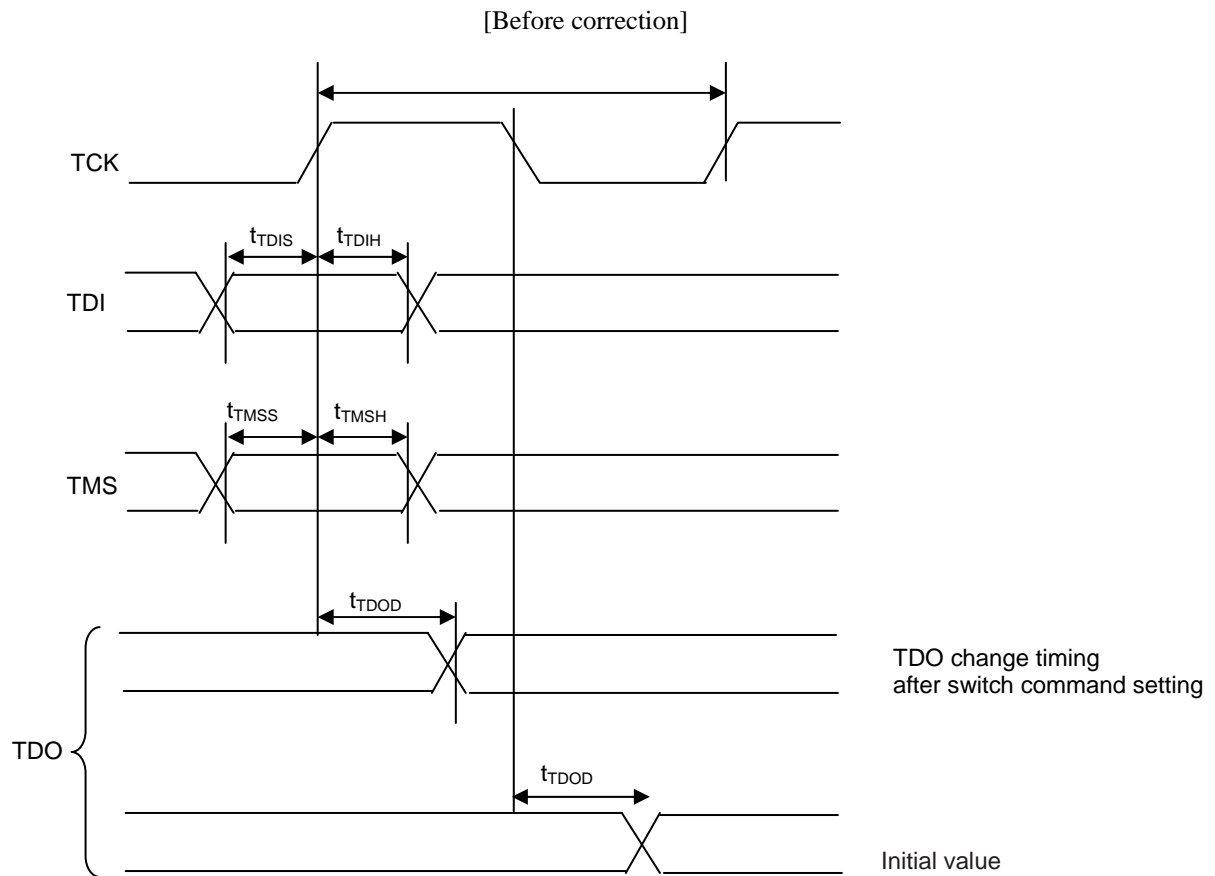 [Before correction]
TCK
tTDIS tTDIH
TDI
tTMSS tTMSH
TMS
tTDOD
TDO change timing
after switch command setting
TDO
tTDOD
Initial value